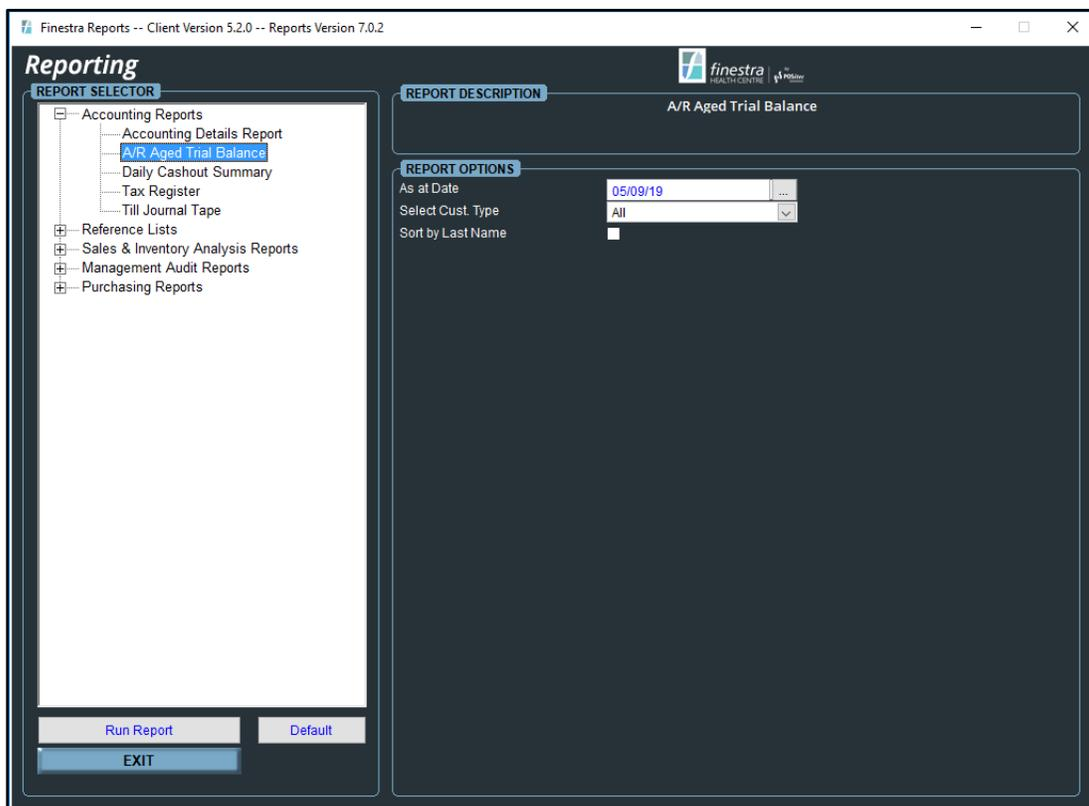 Finestra Reports -- Client Version 5.2.0 -- Reports Version 7.0.2
Reporting
finestra
HEALTH CENTRE
by
POSitec
REPORT SELECTOR
Accounting Reports
Accounting Details Report
A/R Aged Trial Balance
Daily Cashout Summary
Tax Register
Till Journal Tape
Reference Lists
Sales & Inventory Analysis Reports
Management Audit Reports
Purchasing Reports
Run Report
Default
EXIT
REPORT DESCRIPTION
A/R Aged Trial Balance
REPORT OPTIONS
As at Date
05/09/19
...
Select Cust. Type
All
Sort by Last Name